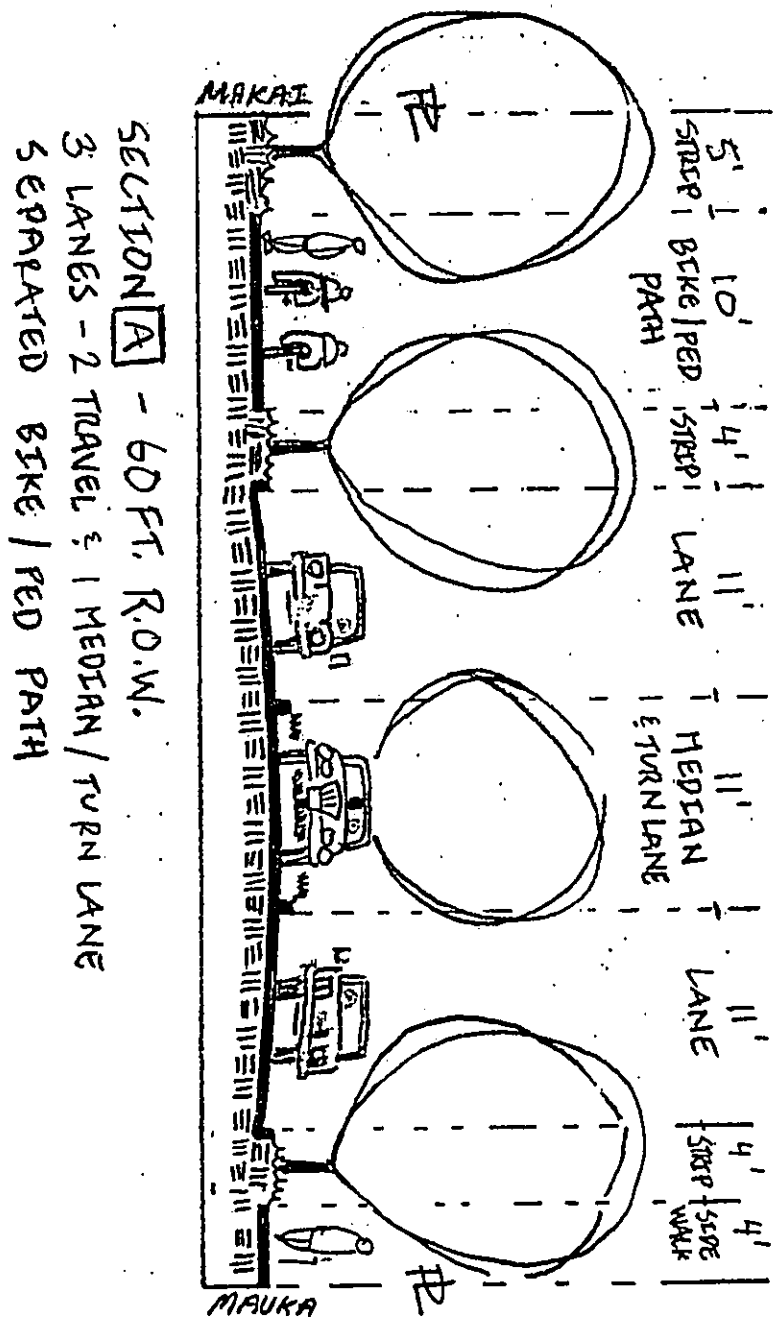 5'
STRIP
10'
BIKE/PED
PATH
4'
STRIP
11'
LANE
11'
MEDIAN
& TURN LANE
11'
LANE
4'
STRIP
4'
SIDE
WALK
PL
PL
MAKAI
MAUKA
SECTION A - 60 FT. R.O.W.
3 LANES - 2 TRAVEL & 1 MEDIAN/TURN LANE
SEPARATED BIKE/PED PATH